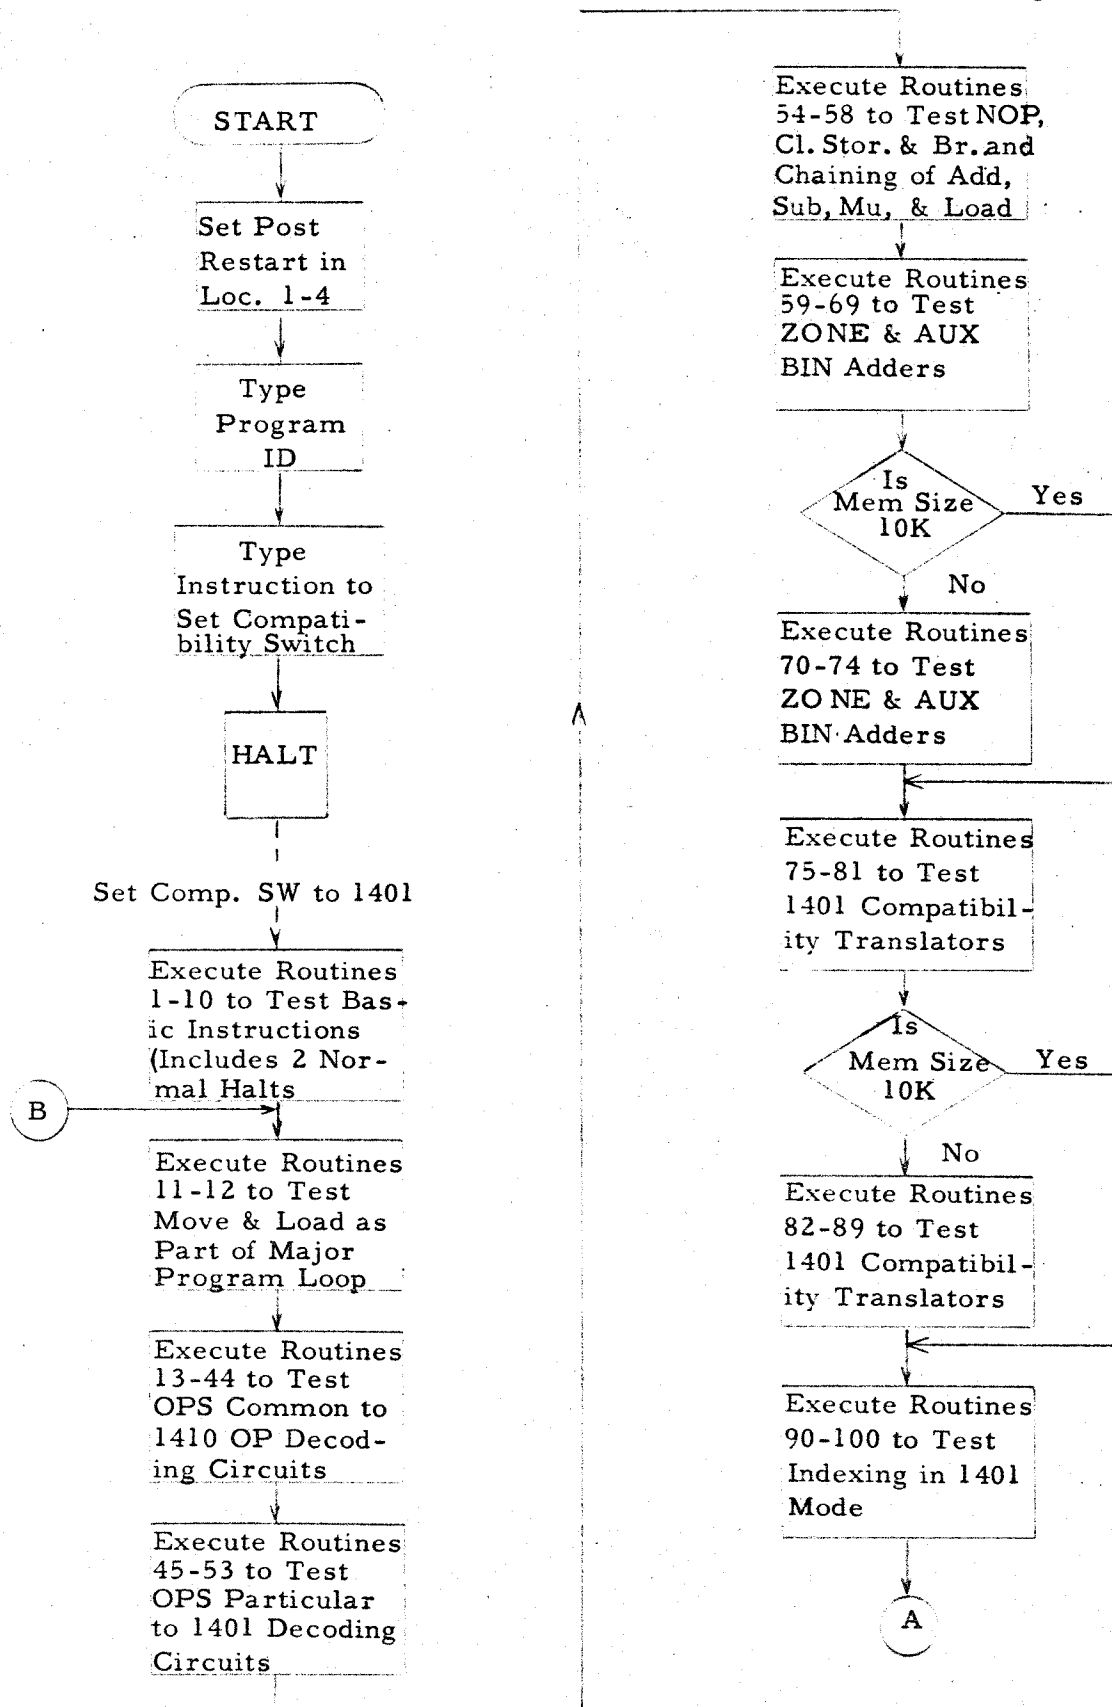 START
Set Post
Restart in
Loc. 1-4
Type
Program
ID
Type
Instruction to
Set Compati-
bility Switch
HALT
Set Comp. SW to 1401
Execute Routines
1-10 to Test Bas-
ic Instructions
(Includes 2 Nor-
mal Halts
B
Execute Routines
11-12 to Test
Move & Load as
Part of Major
Program Loop
Execute Routines
13-44 to Test
OPS Common to
1410 OP Decod-
ing Circuits
Execute Routines
45-53 to Test
OPS Particular
to 1401 Decoding
Circuits
Execute Routines
54-58 to Test NOP,
Cl. Stor. & Br. and
Chaining of Add,
Sub, Mu, & Load
Execute Routines
59-69 to Test
ZONE & AUX
BIN Adders
Is
Mem Size
10K
Yes
No
Execute Routines
70-74 to Test
ZONE & AUX
BIN Adders
Execute Routines
75-81 to Test
1401 Compatibil-
ity Translators
Is
Mem Size
10K
Yes
No
Execute Routines
82-89 to Test
1401 Compatibil-
ity Translators
Execute Routines
90-100 to Test
Indexing in 1401
Mode
A